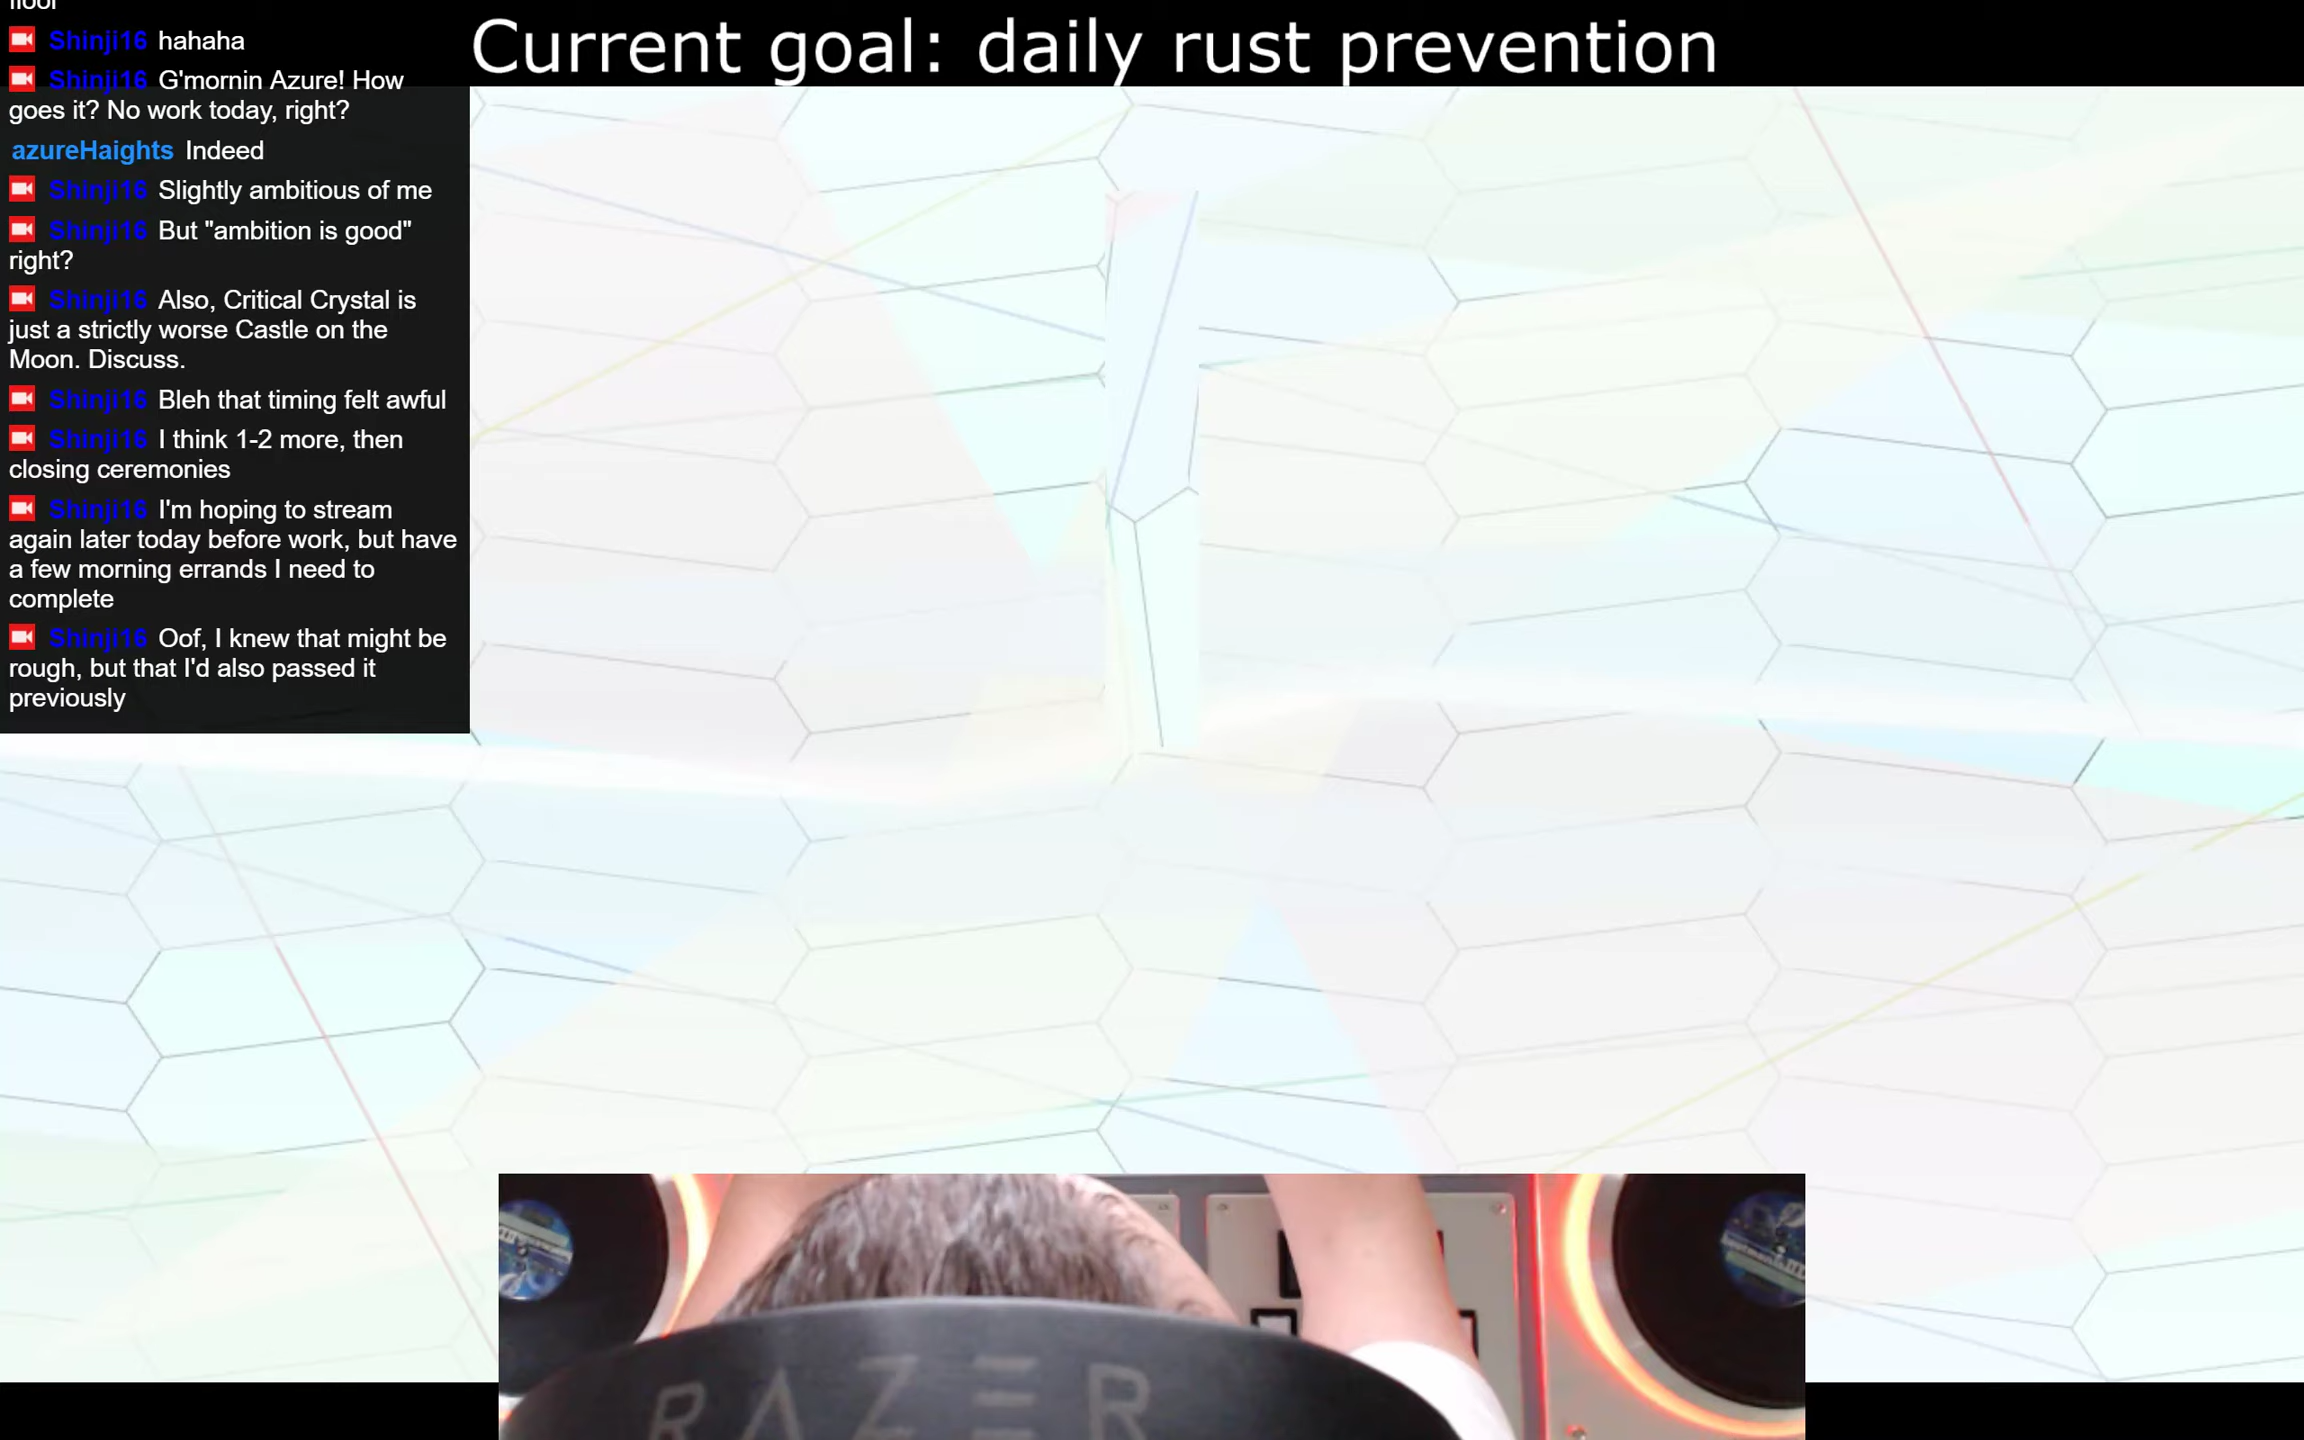 floor
Current goal: daily rust prevention
Shinji16 hahaha
Shinji16 G'mornin Azure! How
goes it? No work today, right?
azureHaights Indeed
Shinji16 Slightly ambitious of me
Shinji16 But "ambition is good"
right?
Shinji16 Also, Critical Crystal is
just a strictly worse Castle on the
Moon. Discuss.
Shinji16 Bleh that timing felt awful
Shinji16 I think 1-2 more, then
closing ceremonies
Shinji16 I'm hoping to stream
again later today before work, but have
a few morning errands I need to
complete
Shinji16 Oof, I knew that might be
rough, but that I'd also passed it
previously
RAZER